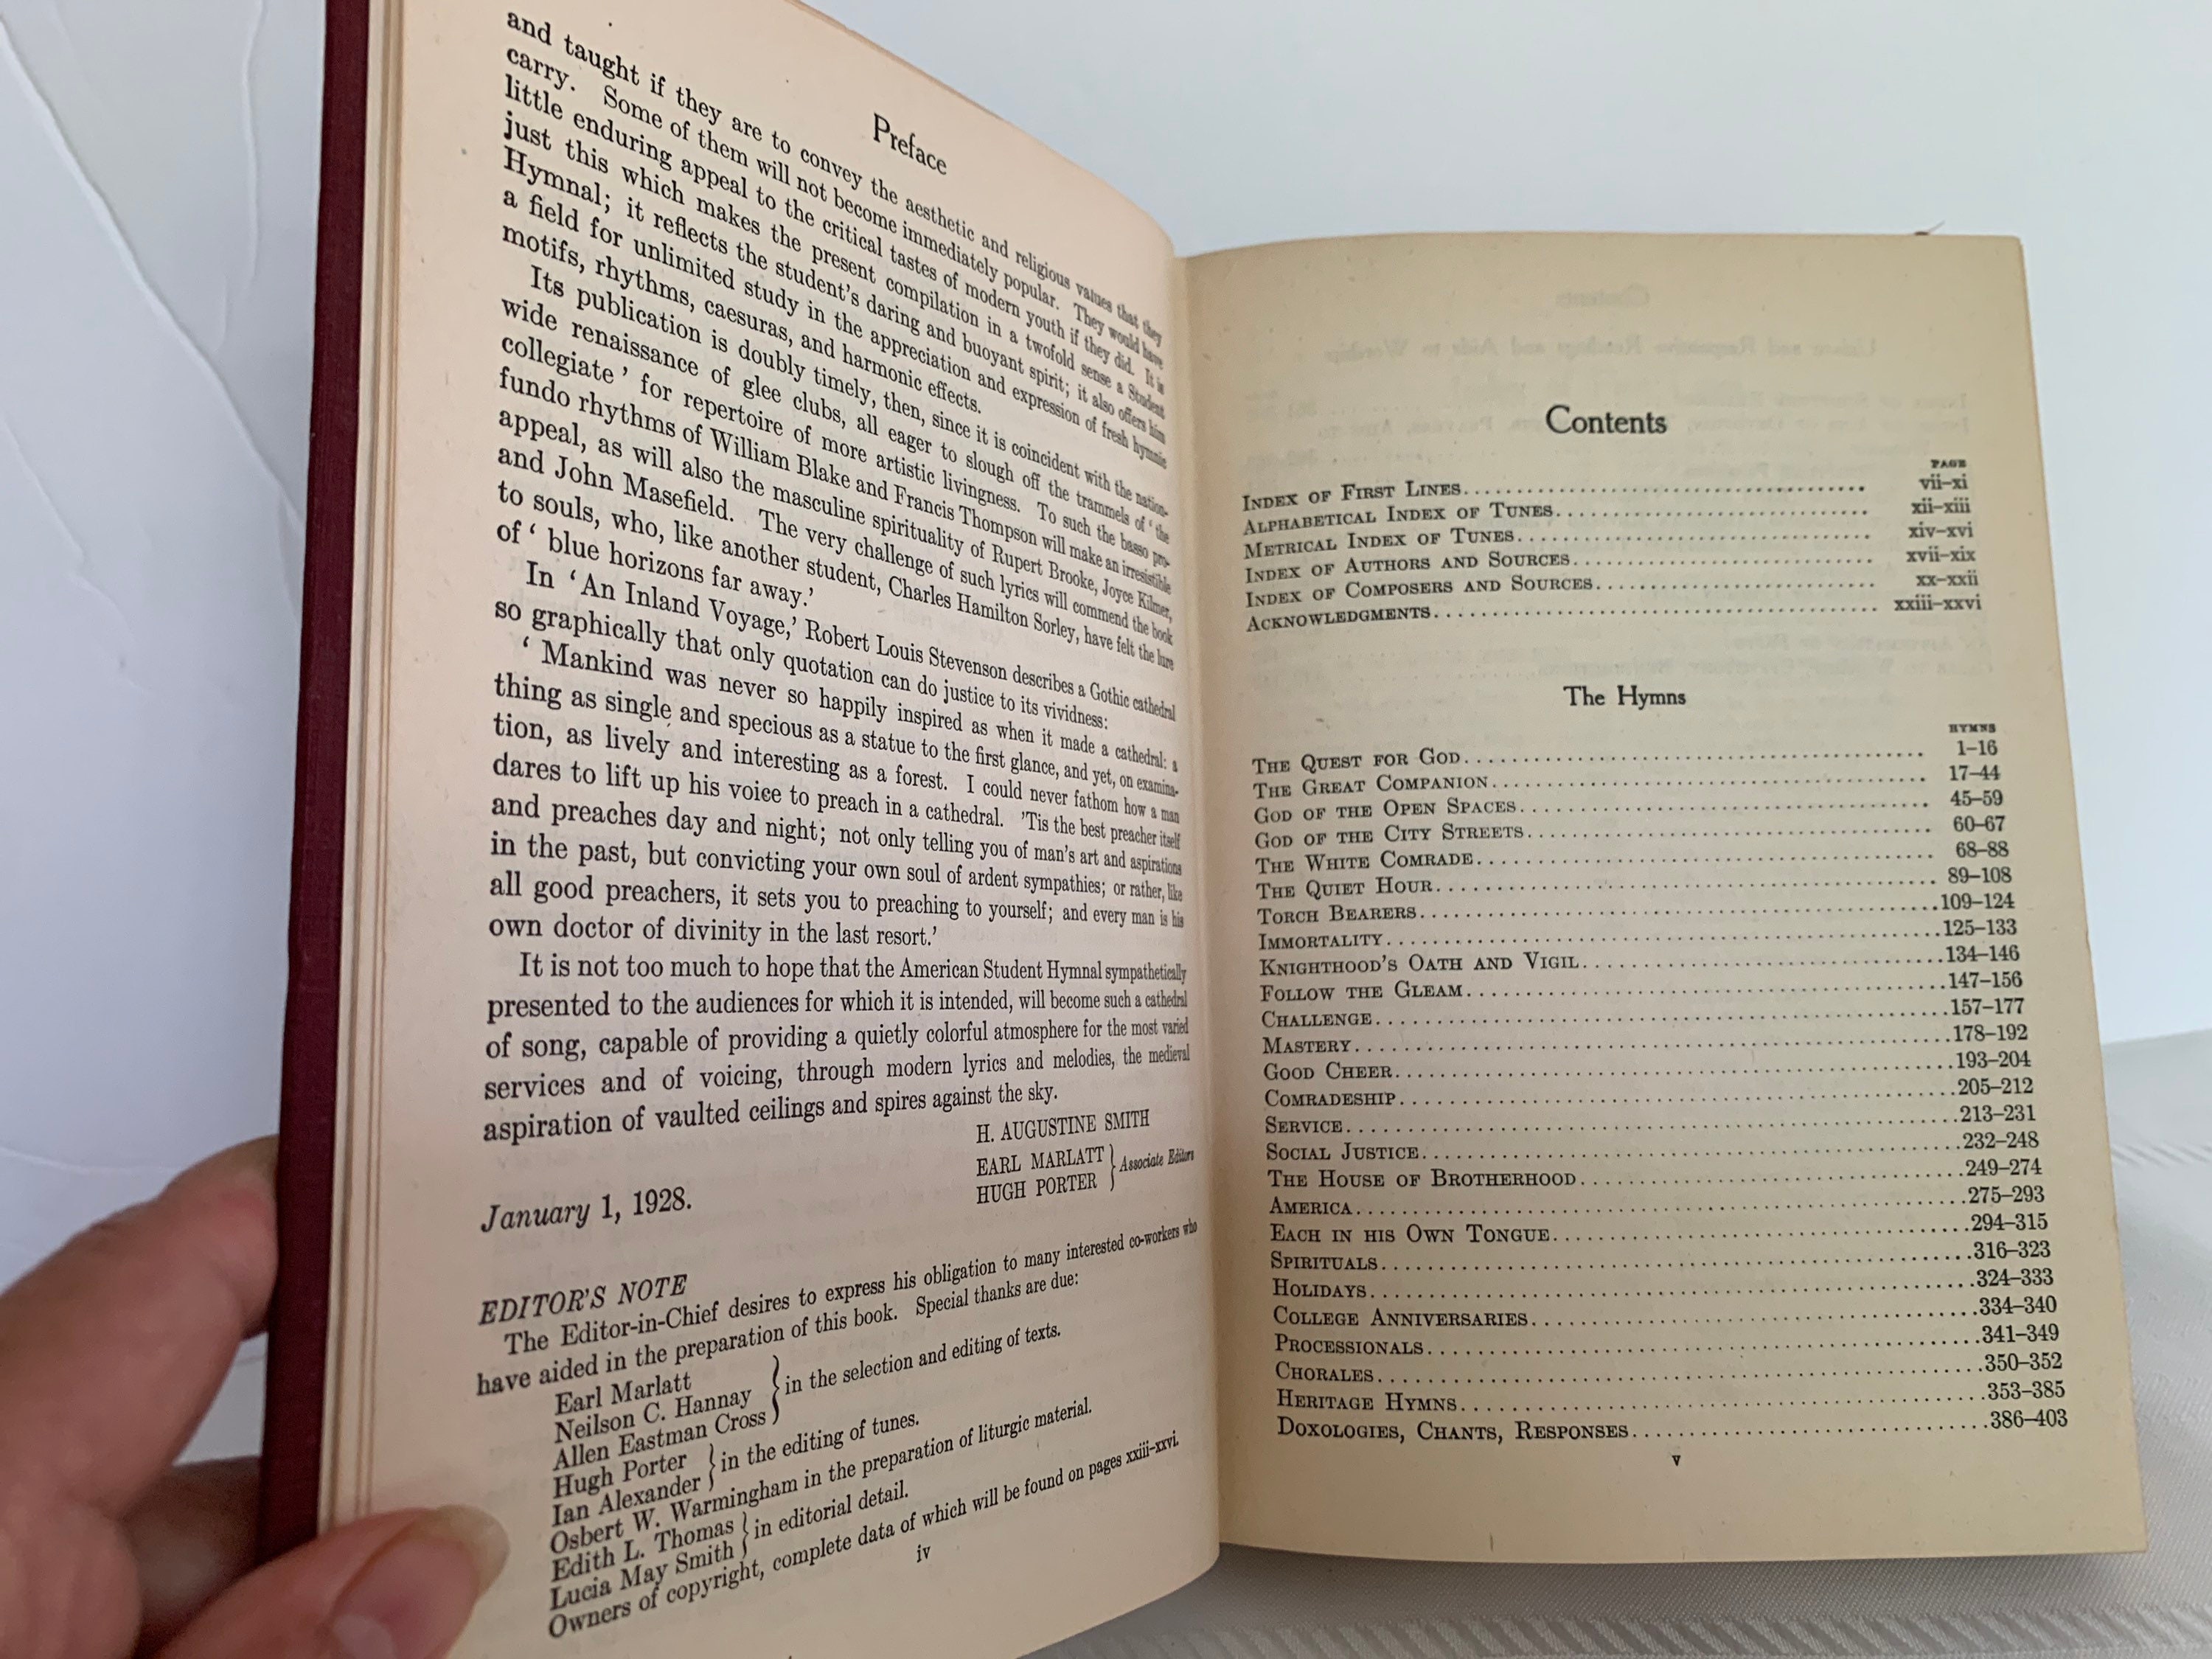 Preface
and taught if they are to convey the aesthetic and religious values that they
carry. Some of them will not become immediately popular. They would have
little enduring appeal to the critical tastes of modern youth if they did. It is
just this which makes the present compilation in a twofold sense a Student
Hymnal; it reflects the student's daring and buoyant spirit; it also offers him
a field for unlimited study in the appreciation and expression of fresh hymnic
motifs, rhythms, caesuras, and harmonic effects.
Its publication is doubly timely, then, since it is coincident with the nation-
wide renaissance of glee clubs, all eager to slough off the trammels of ' the
collegiate ' for repertoire of more artistic livingness. To such the basso pro-
fundo rhythms of William Blake and Francis Thompson will make an irresistible
appeal, as will also the masculine spirituality of Rupert Brooke, Joyce Kilmer,
and John Masefield. The very challenge of such lyrics will commend the book
to souls, who, like another student, Charles Hamilton Sorley, have felt the lure
of ' blue horizons far away.'
In 'An Inland Voyage,' Robert Louis Stevenson describes a Gothic cathedral
so graphically that only quotation can do justice to its vividness:
' Mankind was never so happily inspired as when it made a cathedral: a
thing as single and specious as a statue to the first glance, and yet, on examina-
tion, as lively and interesting as a forest. I could never fathom how a man
dares to lift up his voice to preach in a cathedral. 'Tis the best preacher itself
and preaches day and night; not only telling you of man's art and aspirations
in the past, but convicting your own soul of ardent sympathies; or rather, like
all good preachers, it sets you to preaching to yourself; and every man is his
own doctor of divinity in the last resort.'
It is not too much to hope that the American Student Hymnal sympathetically
presented to the audiences for which it is intended, will become such a cathedral
of song, capable of providing a quietly colorful atmosphere for the most varied
services and of voicing, through modern lyrics and melodies, the medieval
aspiration of vaulted ceilings and spires against the sky.
H. AUGUSTINE SMITH
EARL MARLATT } Associate Editors
HUGH PORTER
January 1, 1928.
EDITOR'S NOTE
The Editor-in-Chief desires to express his obligation to many interested co-workers who
have aided in the preparation of this book. Special thanks are due:
Earl Marlatt
Neilson C. Hannay } in the selection and editing of texts.
Allen Eastman Cross
Hugh Porter } in the editing of tunes.
Ian Alexander
Osbert W. Warmingham in the preparation of liturgic material.
Edith L. Thomas } in editorial detail.
Lucia May Smith
Owners of copyright, complete data of which will be found on pages xxiii-xxvi.
iv
Contents
PAGE
INDEX OF FIRST LINES vii-xi
ALPHABETICAL INDEX OF TUNES xii-xiii
METRICAL INDEX OF TUNES xiv-xvi
INDEX OF AUTHORS AND SOURCES xvii-xix
INDEX OF COMPOSERS AND SOURCES xx-xxii
ACKNOWLEDGMENTS xxiii-xxvi
The Hymns
HYMNS
THE QUEST FOR GOD 1-16
THE GREAT COMPANION 17-44
GOD OF THE OPEN SPACES 45-59
GOD OF THE CITY STREETS 60-67
THE WHITE COMRADE 68-88
THE QUIET HOUR 89-108
TORCH BEARERS 109-124
IMMORTALITY 125-133
KNIGHTHOOD'S OATH AND VIGIL 134-146
FOLLOW THE GLEAM 147-156
CHALLENGE 157-177
MASTERY 178-192
GOOD CHEER 193-204
COMRADESHIP 205-212
SERVICE 213-231
SOCIAL JUSTICE 232-248
THE HOUSE OF BROTHERHOOD 249-274
AMERICA 275-293
EACH IN HIS OWN TONGUE 294-315
SPIRITUALS 316-323
HOLIDAYS 324-333
COLLEGE ANNIVERSARIES 334-340
PROCESSIONALS 341-349
CHORALES 350-352
HERITAGE HYMNS 353-385
DOXOLOGIES, CHANTS, RESPONSES 386-403
v